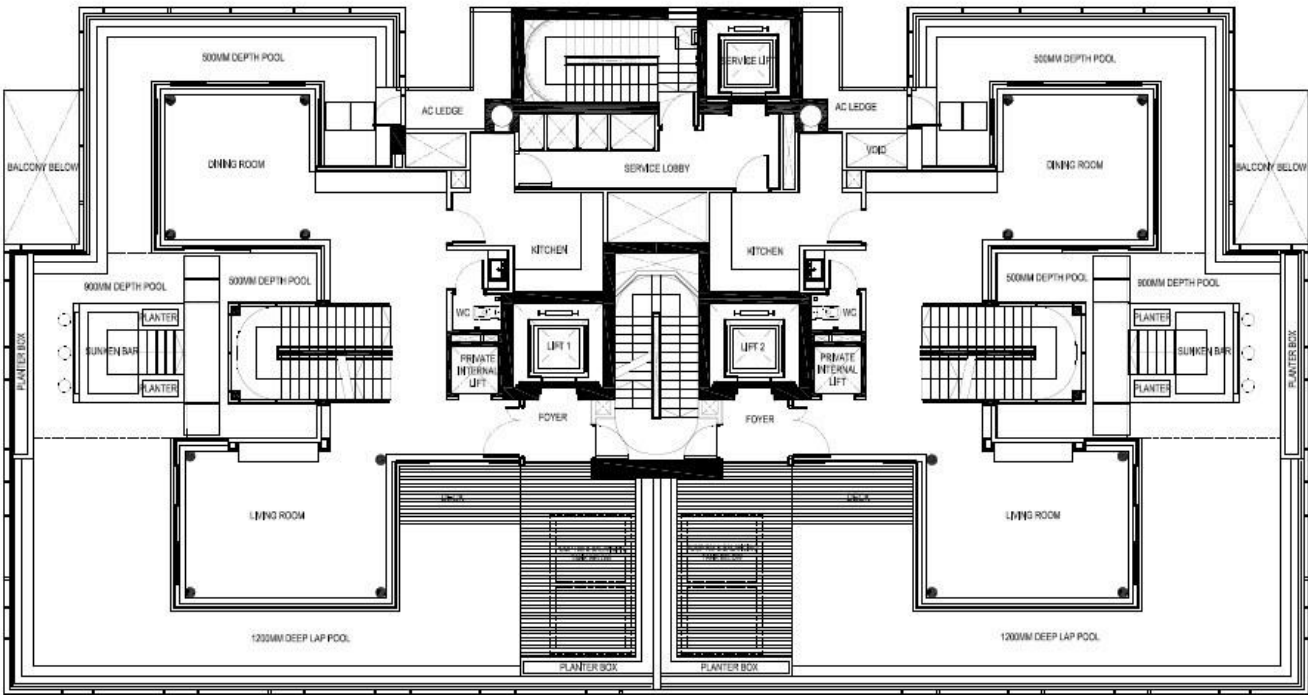 500MM DEPTH POOL
SERVICE LIFT
500MM DEPTH POOL
AC LEDGE
AC LEDGE
BALCONY BELOW
DINING ROOM
SERVICE LOBBY
VOID
DINING ROOM
BALCONY BELOW
KITCHEN
KITCHEN
900MM DEPTH POOL
500MM DEPTH POOL
500MM DEPTH POOL
900MM DEPTH POOL
PLANTER
WC
WC
PLANTER
PLANTER BOX
SUNKEN BAR
LIFT 1
LIFT 2
SUNKEN BAR
PLANTER BOX
PRIVATE
INTERNAL
LIFT
PRIVATE
INTERNAL
LIFT
PLANTER
PLANTER
FOYER
FOYER
DECK
DECK
LIVING ROOM
LIVING ROOM
1200MM DEEP LAP POOL
1200MM DEEP LAP POOL
PLANTER BOX
PLANTER BOX